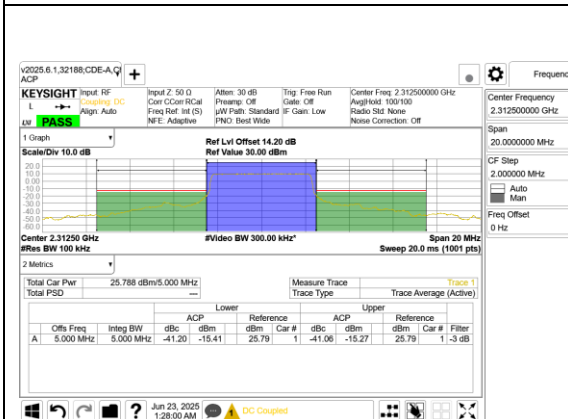 v2025.6.1,32188;CDE-A,C
ACP
Frequenc
KEYSIGHT Input: RF Input Z: 50 Ω Atten: 30 dB Trig: Free Run Center Freq: 2.312500000 GHz
L Coupling: DC Corr CCorr RCal Preamp: Off Gate: Off Avg|Hold: 100/100
Align: Auto Freq Ref: Int (S) µW Path: Standard IF Gain: Low Radio Std: None
PASS NFE: Adaptive PNO: Best Wide Noise Correction: Off
Center Frequency
2.312500000 GHz
Span
20.0000000 MHz
CF Step
2.000000 MHz
Auto
Man
Freq Offset
0 Hz
1 Graph
Scale/Div 10.0 dB
Ref Lvl Offset 14.20 dB
Ref Value 30.00 dBm
20.0
10.0
0.00
-10.0
-20.0
-30.0
-40.0
-50.0
-60.0
Center 2.31250 GHz #Video BW 300.00 kHz* Span 20 MHz
#Res BW 100 kHz Sweep 20.0 ms (1001 pts)
2 Metrics
Total Car Pwr 25.788 dBm/5.000 MHz Measure Trace Trace 1
Total PSD --- Trace Type Trace Average (Active)
Lower Upper
ACP Reference ACP Reference
Offs Freq Integ BW dBc dBm dBm Car # dBc dBm dBm Car # Filter
A 5.000 MHz 5.000 MHz -41.20 -15.41 25.79 1 -41.06 -15.27 25.79 1 -3 dB
Jun 23, 2025
1:28:00 AM
DC Coupled